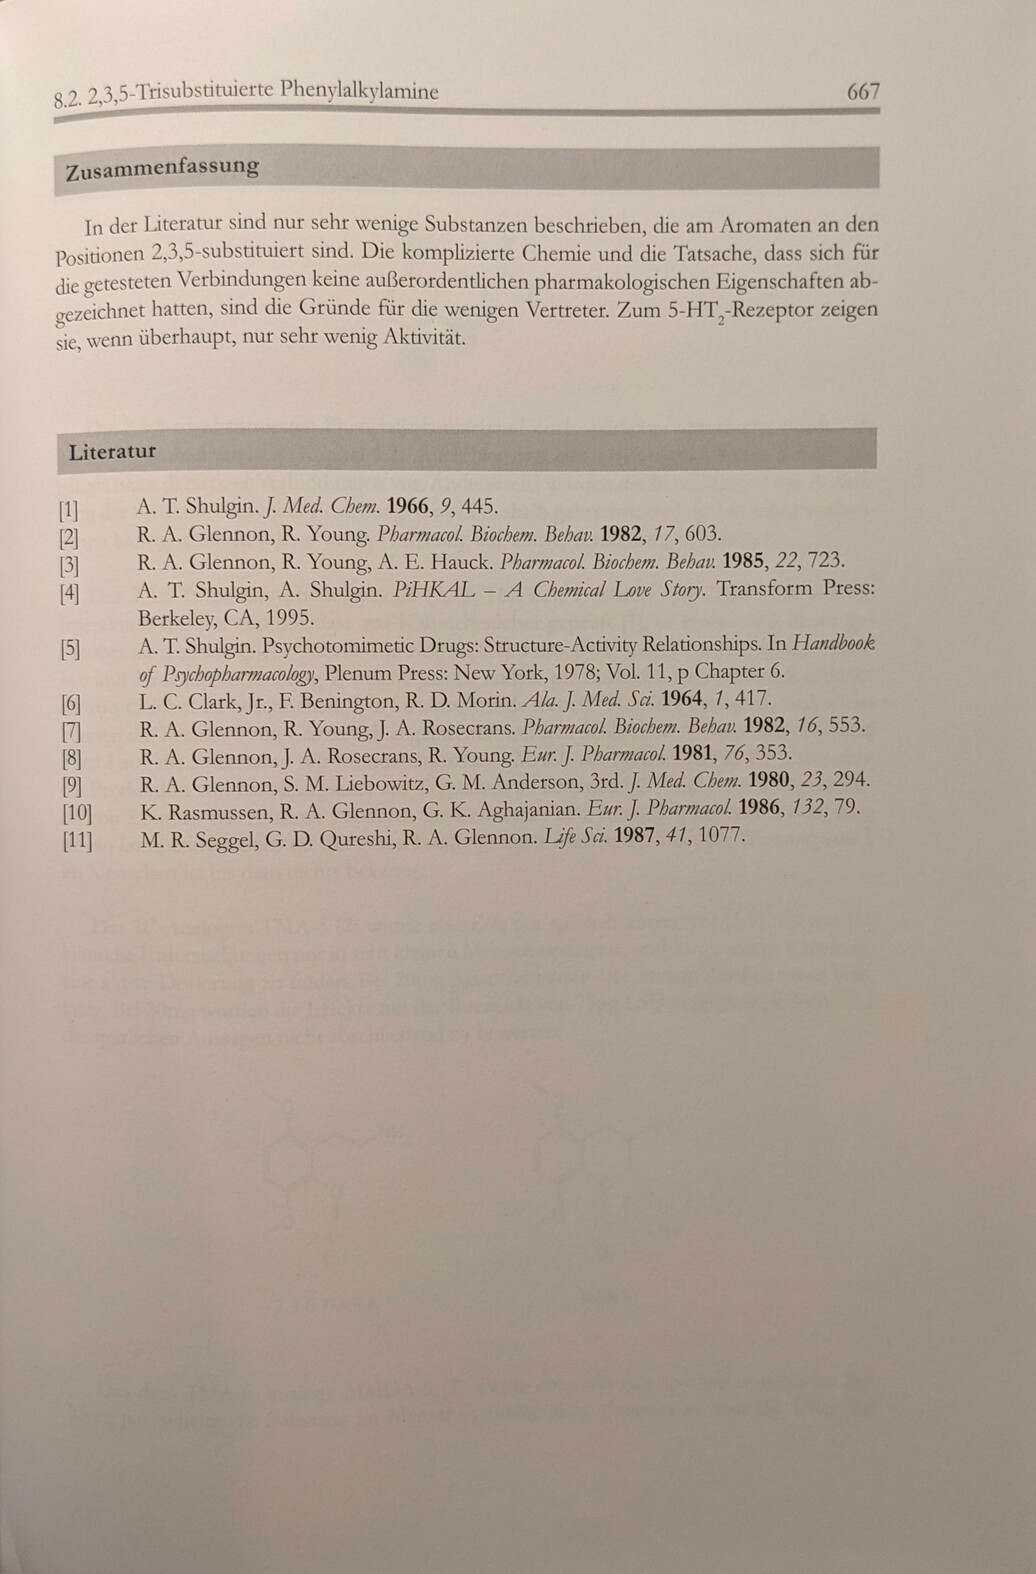 8.2. 2,3,5-Trisubstituierte Phenylalkylamine 667
Zusammenfassung
In der Literatur sind nur sehr wenige Substanzen beschrieben, die am Aromaten an den
Positionen 2,3,5-substituiert sind. Die komplizierte Chemie und die Tatsache, dass sich für
die getesteten Verbindungen keine außerordentlichen pharmakologischen Eigenschaften ab-
gezeichnet hatten, sind die Gründe für die wenigen Vertreter. Zum 5-HT₂-Rezeptor zeigen
sie, wenn überhaupt, nur sehr wenig Aktivität.
Literatur
[1] A. T. Shulgin. J. Med. Chem. 1966, 9, 445.
[2] R. A. Glennon, R. Young. Pharmacol. Biochem. Behav. 1982, 17, 603.
[3] R. A. Glennon, R. Young, A. E. Hauck. Pharmacol. Biochem. Behav. 1985, 22, 723.
[4] A. T. Shulgin, A. Shulgin. PiHKAL – A Chemical Love Story. Transform Press:
Berkeley, CA, 1995.
[5] A. T. Shulgin. Psychotomimetic Drugs: Structure-Activity Relationships. In Handbook
of Psychopharmacology, Plenum Press: New York, 1978; Vol. 11, p Chapter 6.
[6] L. C. Clark, Jr., F. Benington, R. D. Morin. Ala. J. Med. Sci. 1964, 1, 417.
[7] R. A. Glennon, R. Young, J. A. Rosecrans. Pharmacol. Biochem. Behav. 1982, 16, 553.
[8] R. A. Glennon, J. A. Rosecrans, R. Young. Eur. J. Pharmacol. 1981, 76, 353.
[9] R. A. Glennon, S. M. Liebowitz, G. M. Anderson, 3rd. J. Med. Chem. 1980, 23, 294.
[10] K. Rasmussen, R. A. Glennon, G. K. Aghajanian. Eur. J. Pharmacol. 1986, 132, 79.
[11] M. R. Seggel, G. D. Qureshi, R. A. Glennon. Life Sci. 1987, 41, 1077.